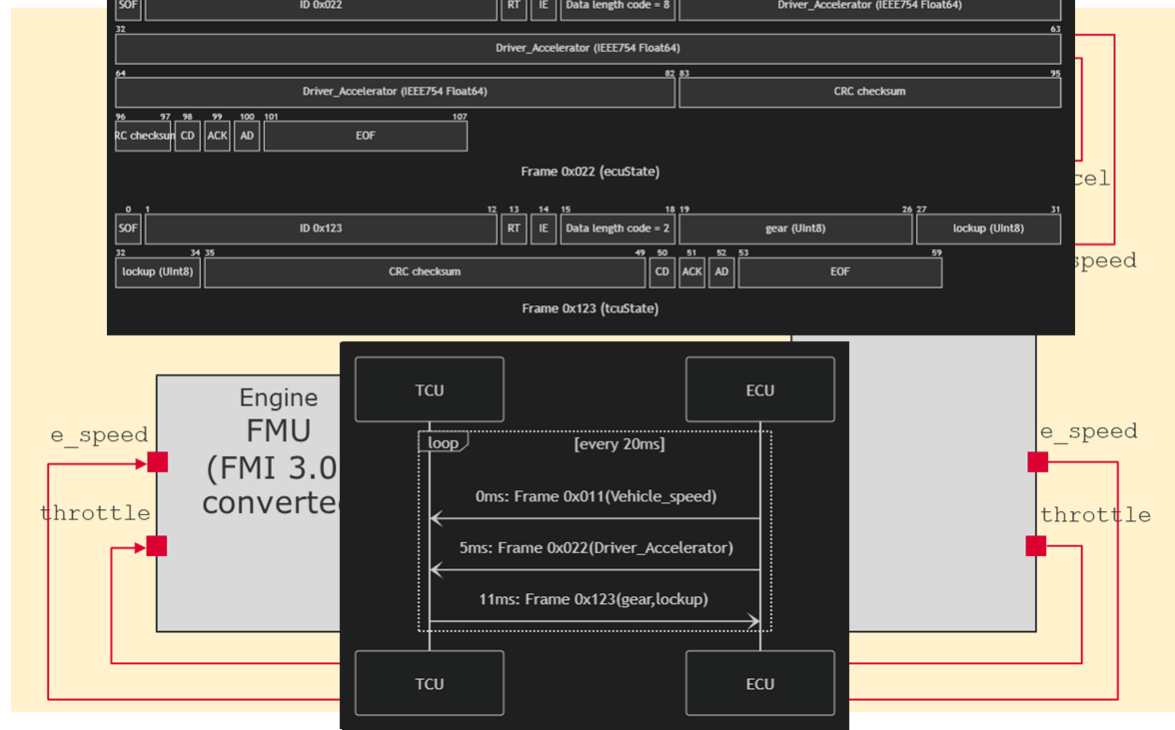 SOF ID 0x022 RT IE Data length code = 8 Driver_Accelerator (IEEE754 Float64)
32 63
Driver_Accelerator (IEEE754 Float64)
64 82 83 95
Driver_Accelerator (IEEE754 Float64) CRC checksum
96 97 98 99 100 101 107
RC checksum CD ACK AD EOF
Frame 0x022 (ecuState)
cel
0 1 12 13 14 15 18 19 26 27 31
SOF ID 0x123 RT IE Data length code = 2 gear (UInt8) lockup (UInt8)
32 34 35 49 50 51 52 53 59
lockup (UInt8) CRC checksum CD ACK AD EOF
speed
Frame 0x123 (tcuState)
Engine
FMU
(FMI 3.0
converte
e_speed
throttle
TCU ECU
loop [every 20ms]
0ms: Frame 0x011(Vehicle_speed)
5ms: Frame 0x022(Driver_Accelerator)
11ms: Frame 0x123(gear,lockup)
TCU ECU
e_speed
throttle